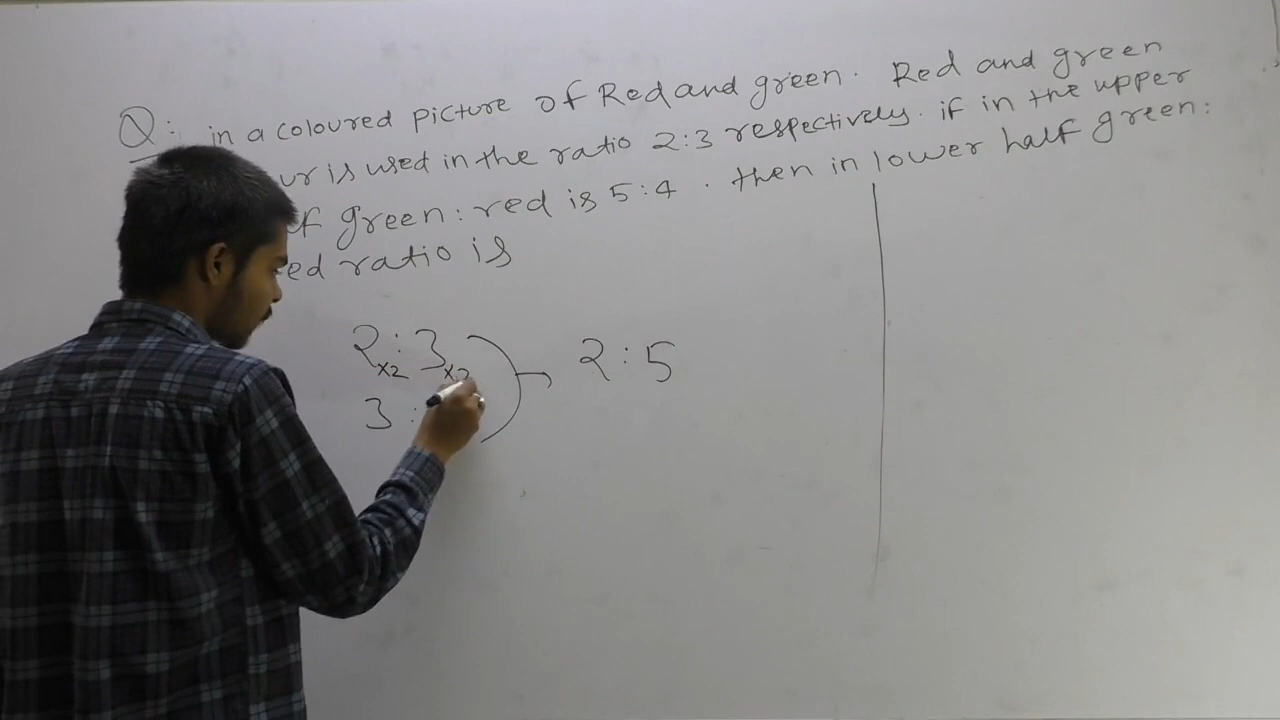 Q: in a coloured picture of Red and green. Red and green
ur is used in the ratio 2:3 respectively. if in the upper
f green: red is 5:4. then in lower half green:
ed ratio is
2:3 2:5
x2 x2
3: